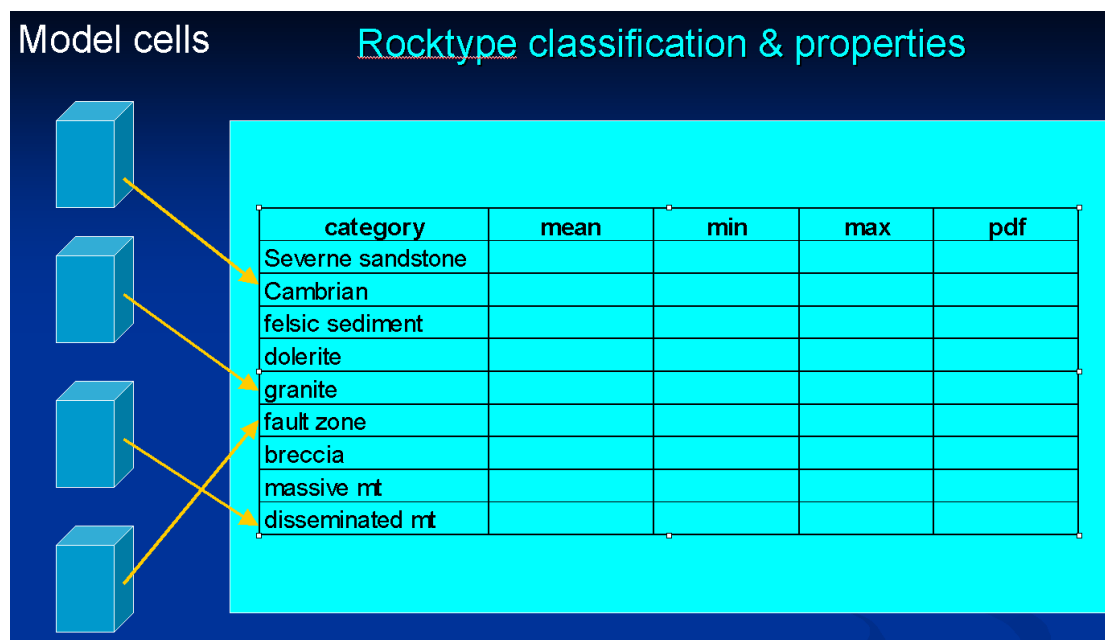 Model cells
Rocktype classification & properties
category mean min max pdf
Severne sandstone
Cambrian
felsic sediment
dolerite
granite
fault zone
breccia
massive mt
disseminated mt